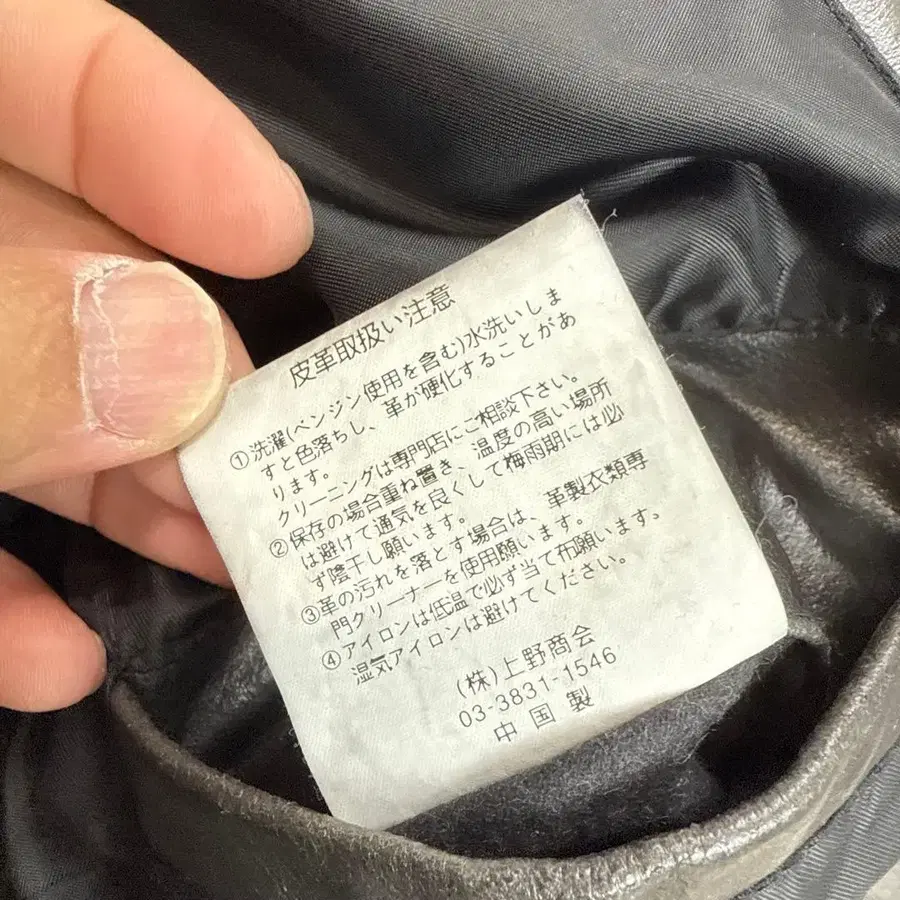 皮革取扱い注意
①洗濯(ベンジン使用を含む)水洗いしま
すと色落ちし、革が硬化することがあ
ります。
クリーニングは専門店にご相談下さい。
②保存の場合重ね置き、温度の高い場所
は避けて通気を良くして梅雨期には必
ず陰干し願います。
③革の汚れを落とす場合は、革製衣類専
門クリーナーを使用願います。
④アイロンは低温で必ず当て布願います、
湿気アイロンは避けてください。
(株)上野商会
03-3831-1546
中国製